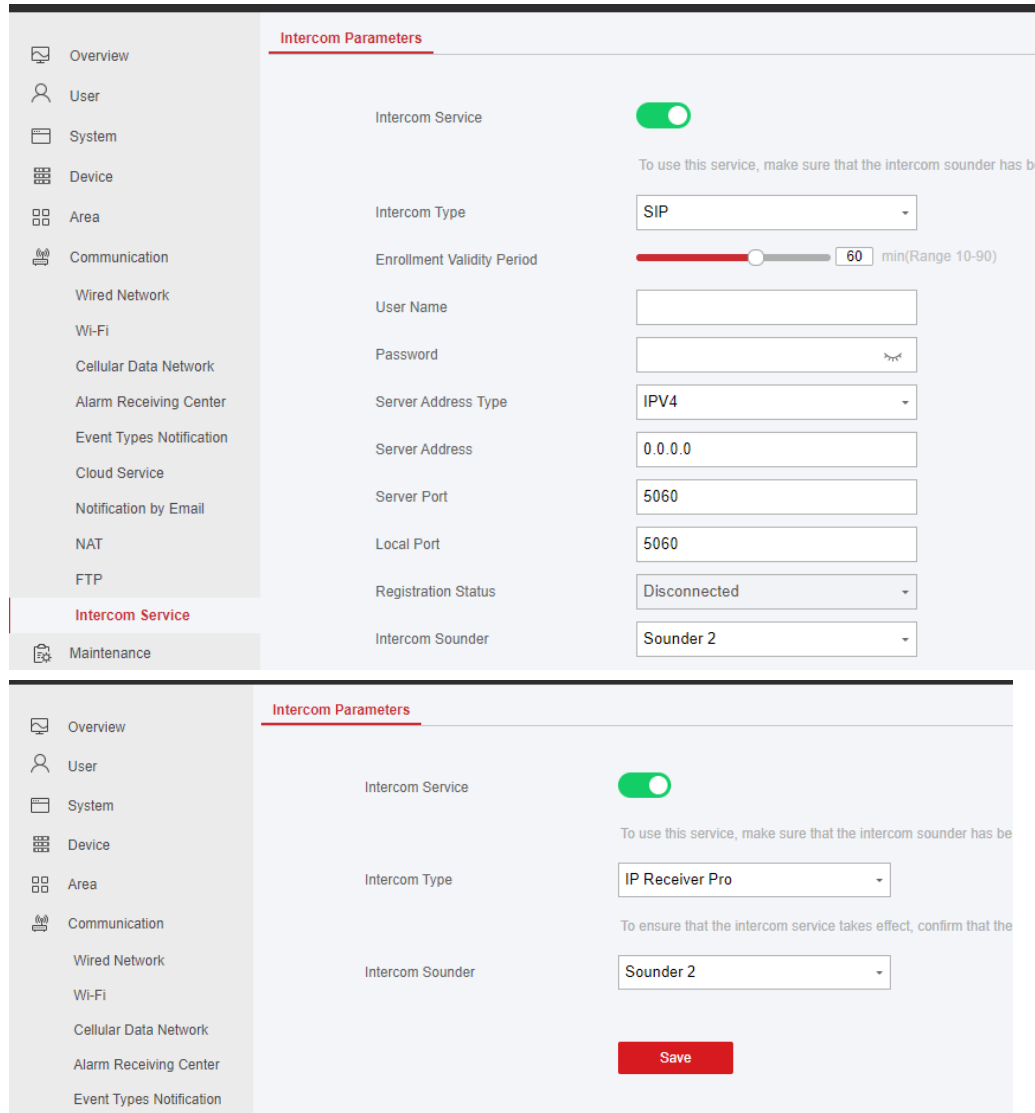 Intercom Parameters
Overview
User
Intercom Service
System
To use this service, make sure that the intercom sounder has b
Device
Intercom Type SIP
Area
Communication
Enrollment Validity Period 60 min(Range 10-90)
Wired Network
User Name
Wi-Fi
Password
Cellular Data Network
Alarm Receiving Center
Server Address Type IPV4
Event Types Notification
Server Address 0.0.0.0
Cloud Service
Server Port 5060
Notification by Email
NAT
Local Port 5060
FTP
Registration Status Disconnected
Intercom Service
Intercom Sounder Sounder 2
Maintenance
Intercom Parameters
Overview
User
Intercom Service
System
To use this service, make sure that the intercom sounder has be
Device
Intercom Type IP Receiver Pro
Area
Communication
To ensure that the intercom service takes effect, confirm that the
Wired Network
Intercom Sounder Sounder 2
Wi-Fi
Cellular Data Network
Alarm Receiving Center
Save
Event Types Notification